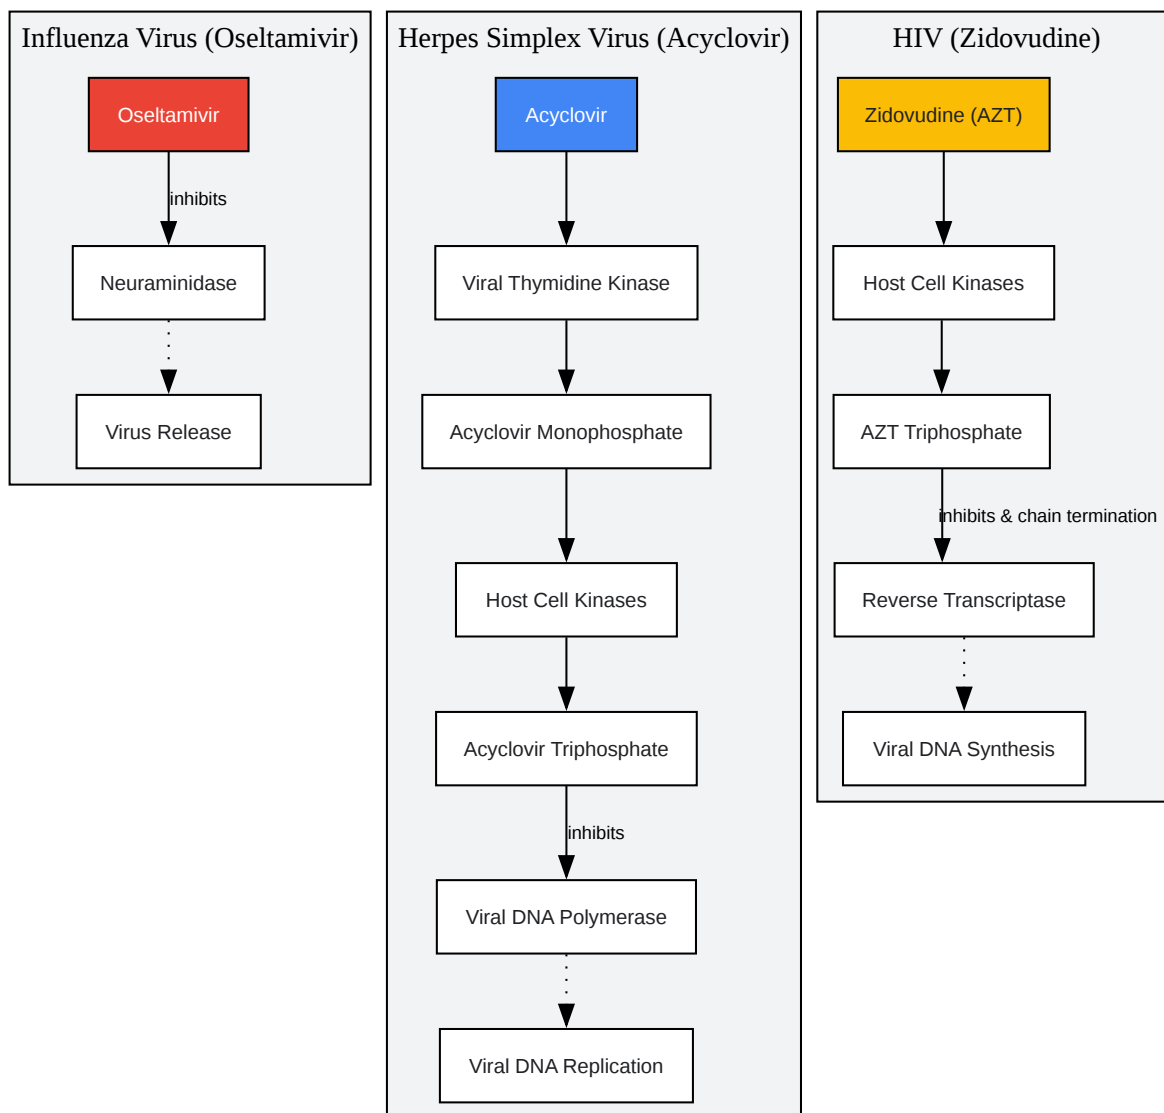 Influenza Virus (Oseltamivir)
Oseltamivir
inhibits
Neuraminidase
Virus Release
Herpes Simplex Virus (Acyclovir)
Acyclovir
Viral Thymidine Kinase
Acyclovir Monophosphate
Host Cell Kinases
Acyclovir Triphosphate
inhibits
Viral DNA Polymerase
Viral DNA Replication
HIV (Zidovudine)
Zidovudine (AZT)
Host Cell Kinases
AZT Triphosphate
inhibits & chain termination
Reverse Transcriptase
Viral DNA Synthesis